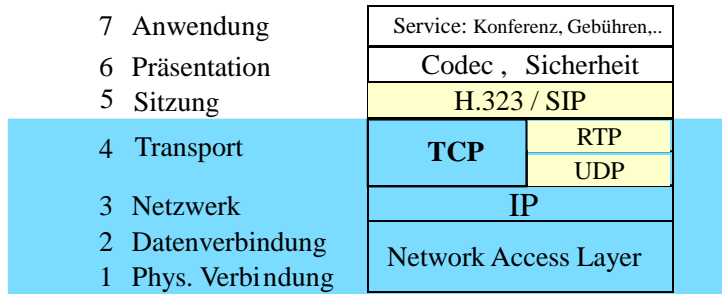 7 Anwendung
Service: Konferenz, Gebühren,..
6 Präsentation
Codec , Sicherheit
5 Sitzung
H.323 / SIP
4 Transport
TCP
RTP
UDP
3 Netzwerk
IP
2 Datenverbindung
Network Access Layer
1 Phys. Verbindung